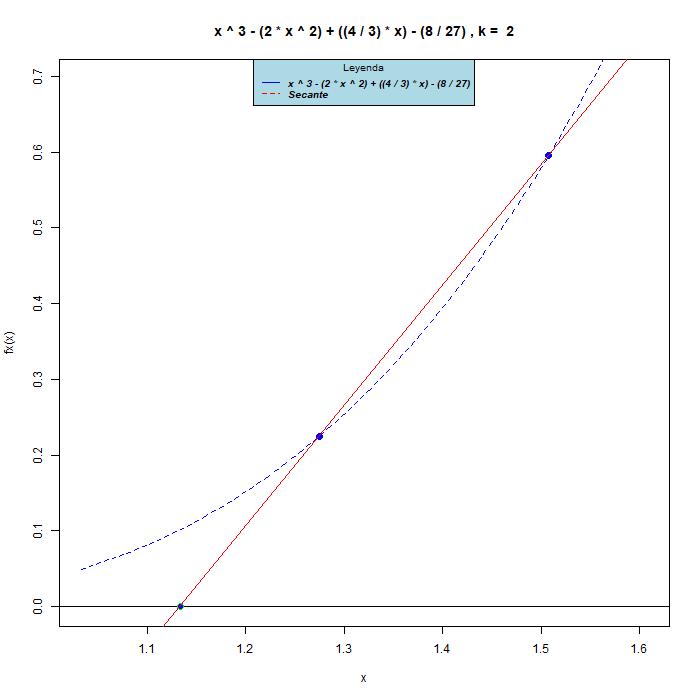 x ^ 3 - (2 * x ^ 2) + ((4 / 3) * x) - (8 / 27) , k =  2
Leyenda
x ^ 3 - (2 * x ^ 2) + ((4 / 3) * x) - (8 / 27)
Secante
0.7
0.6
0.5
0.4
0.3
0.2
0.1
0.0
fx(x)
1.1 1.2 1.3 1.4 1.5 1.6
x